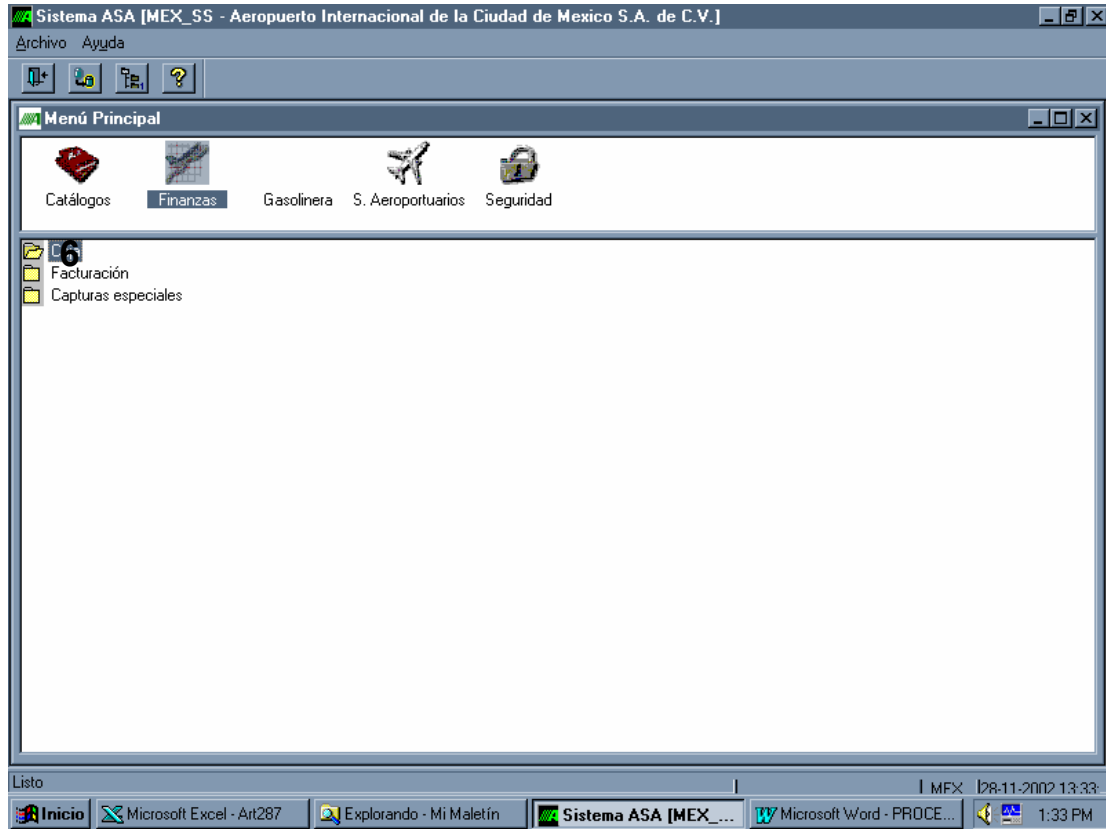 Sistema ASA [MEX_SS - Aeropuerto Internacional de la Ciudad de Mexico S.A. de C.V.]
Archivo Ayuda
Menú Principal
Catálogos Finanzas Gasolinera S. Aeroportuarios Seguridad
6
Facturación
Capturas especiales
Listo MEX 28-11-2002 13:33:
Inicio Microsoft Excel - Art287 Explorando - Mi Maletín Sistema ASA [MEX_... Microsoft Word - PROCE... 1:33 PM